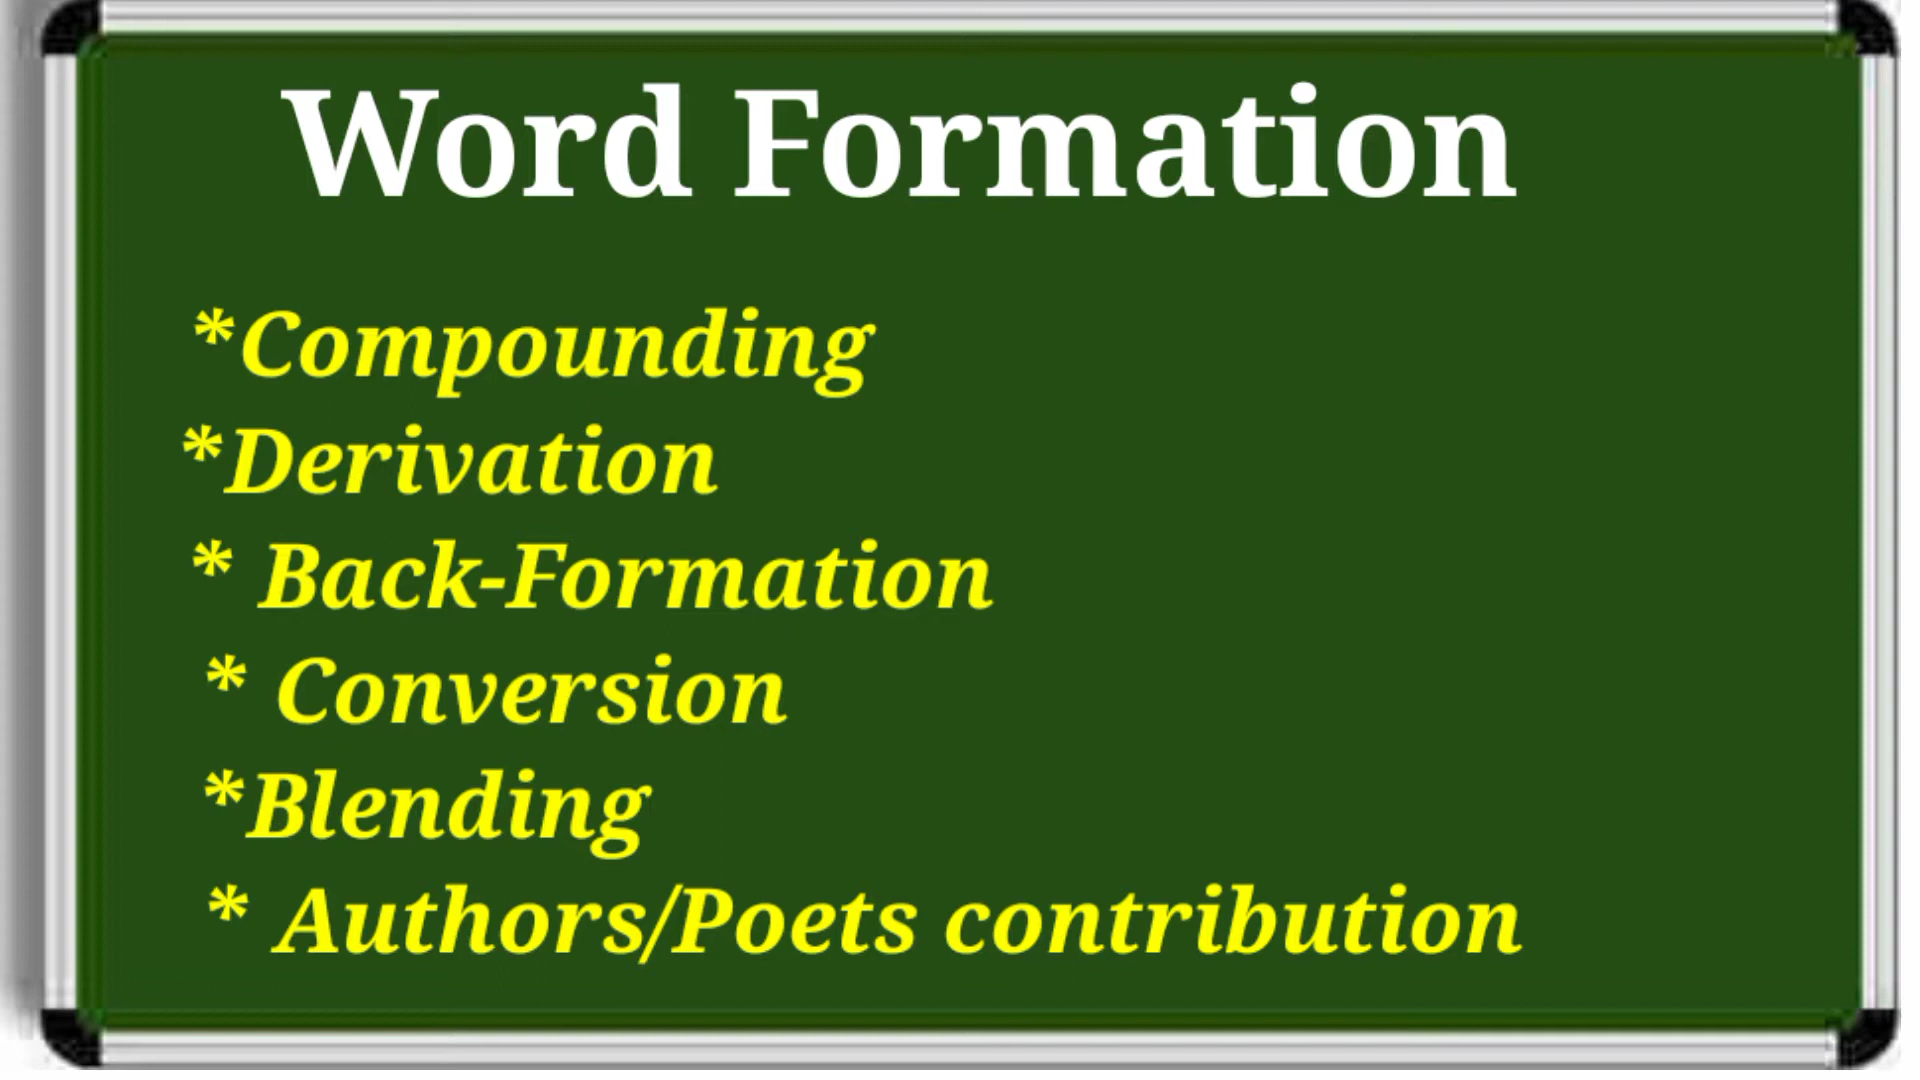 Word Formation
*Compounding
*Derivation
* Back-Formation
* Conversion
*Blending
* Authors/Poets contribution